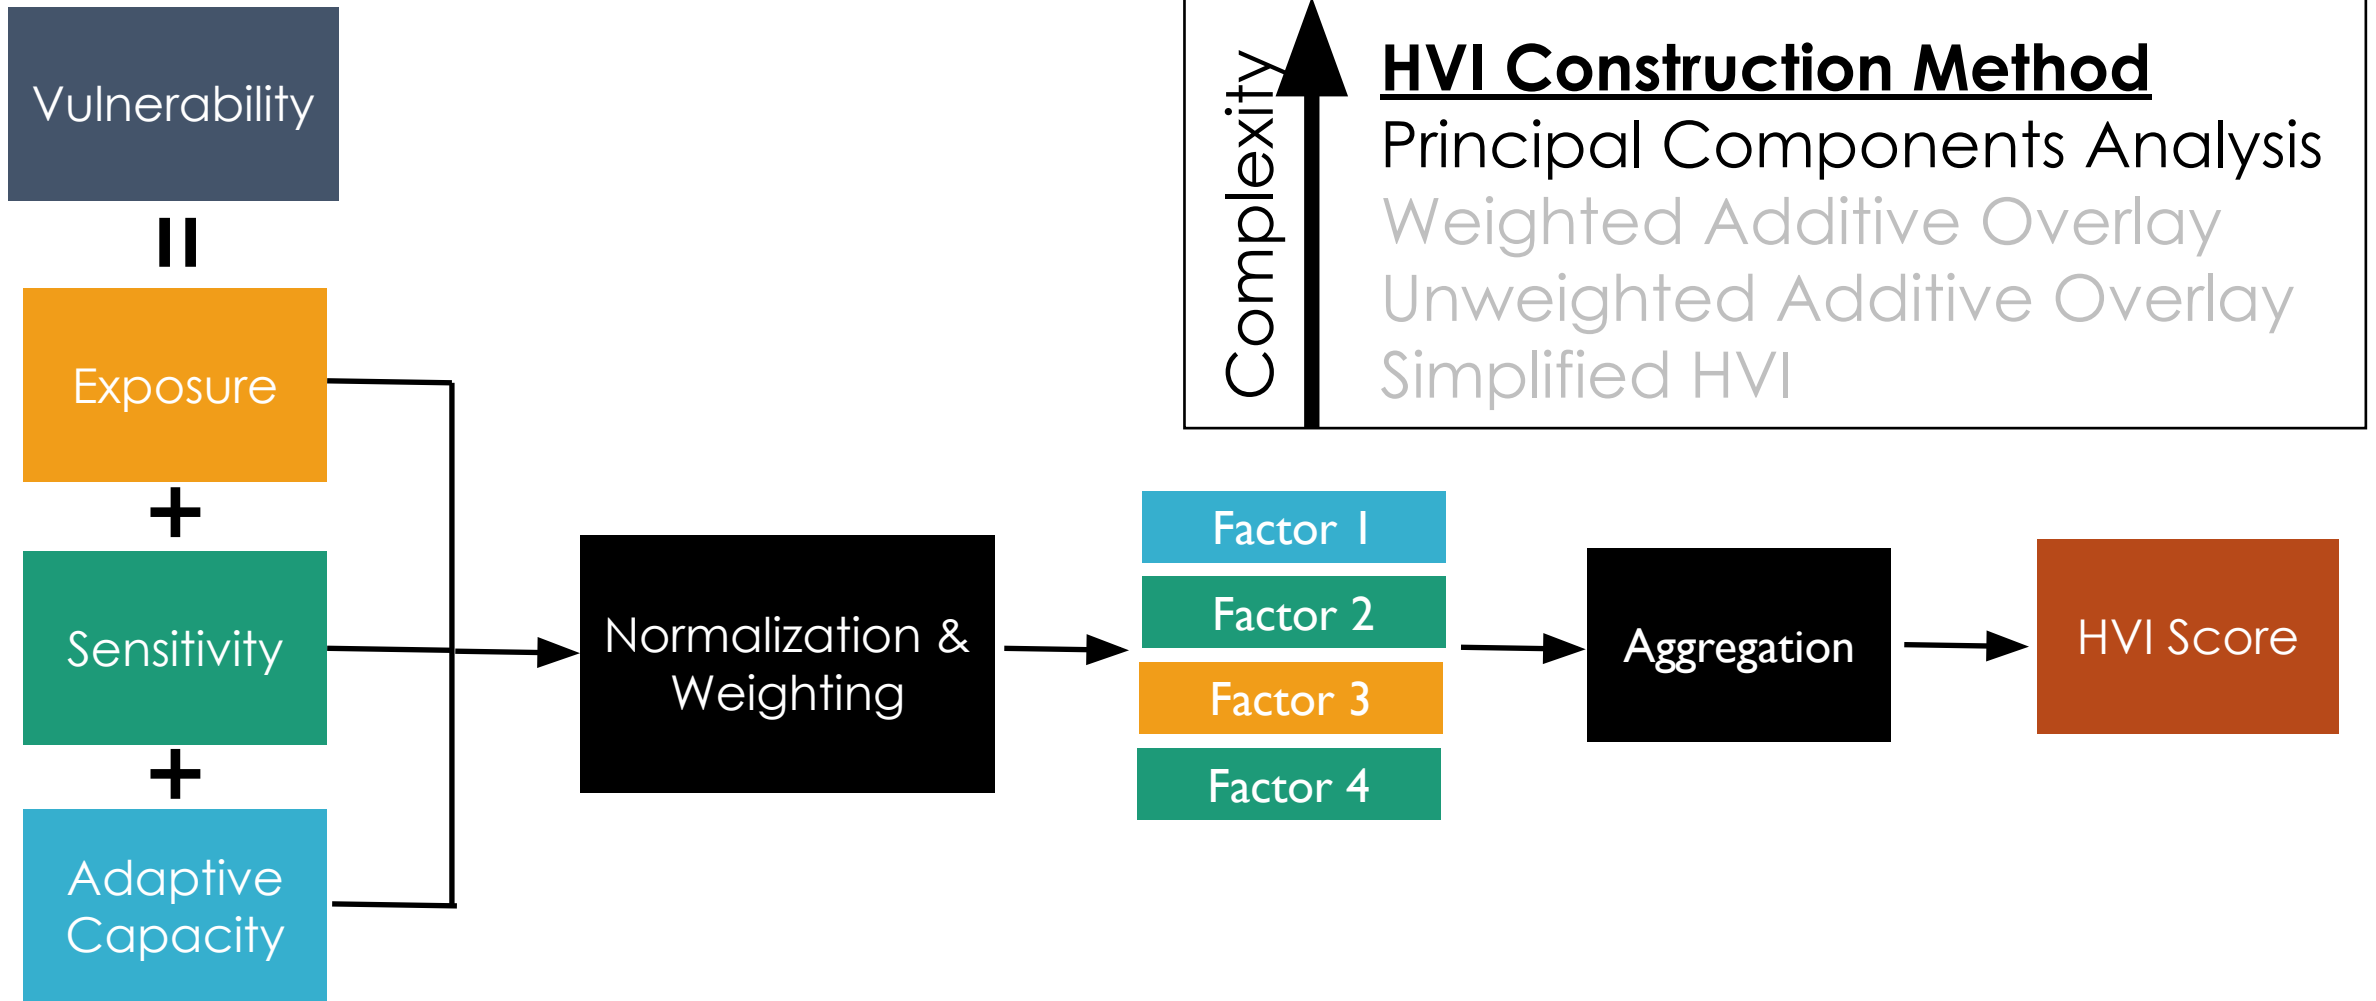 Vulnerability
=
Exposure
+
Sensitivity
+
Adaptive
Capacity
Normalization &
Weighting
Factor 1
Factor 2
Factor 3
Factor 4
Aggregation
HVI Score
Complexity
HVI Construction Method
Principal Components Analysis
Weighted Additive Overlay
Unweighted Additive Overlay
Simplified HVI